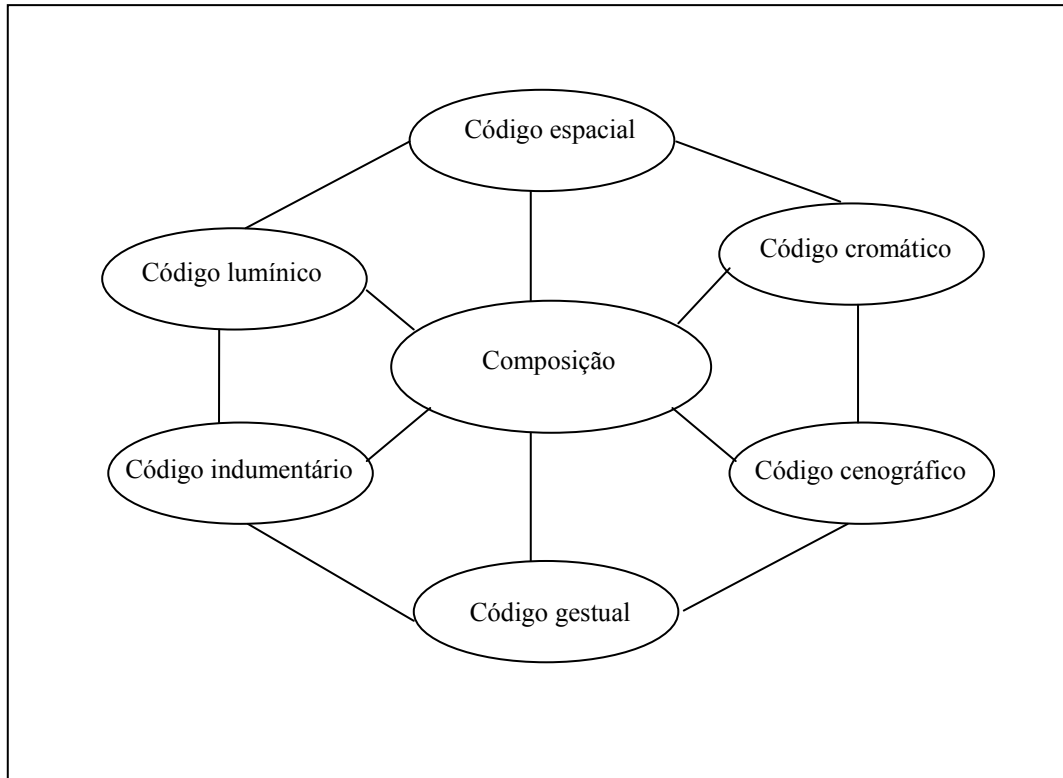 Código espacial
Código cromático
Código lumínico
Composição
Código indumentário
Código cenográfico
Código gestual